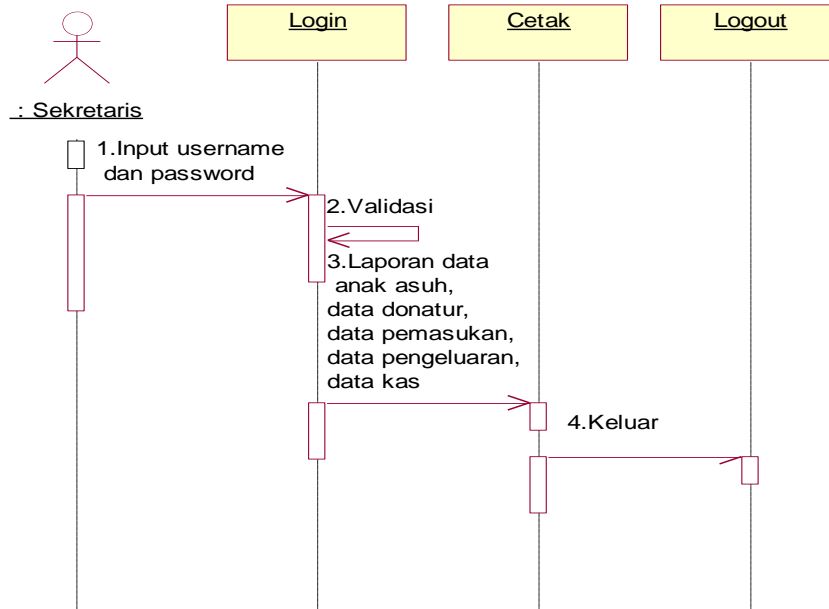 Login
Cetak
Logout
: Sekretaris
1.Input username
dan password
2.Validasi
3.Laporan data
anak asuh,
data donatur,
data pemasukan,
data pengeluaran,
data kas
4.Keluar